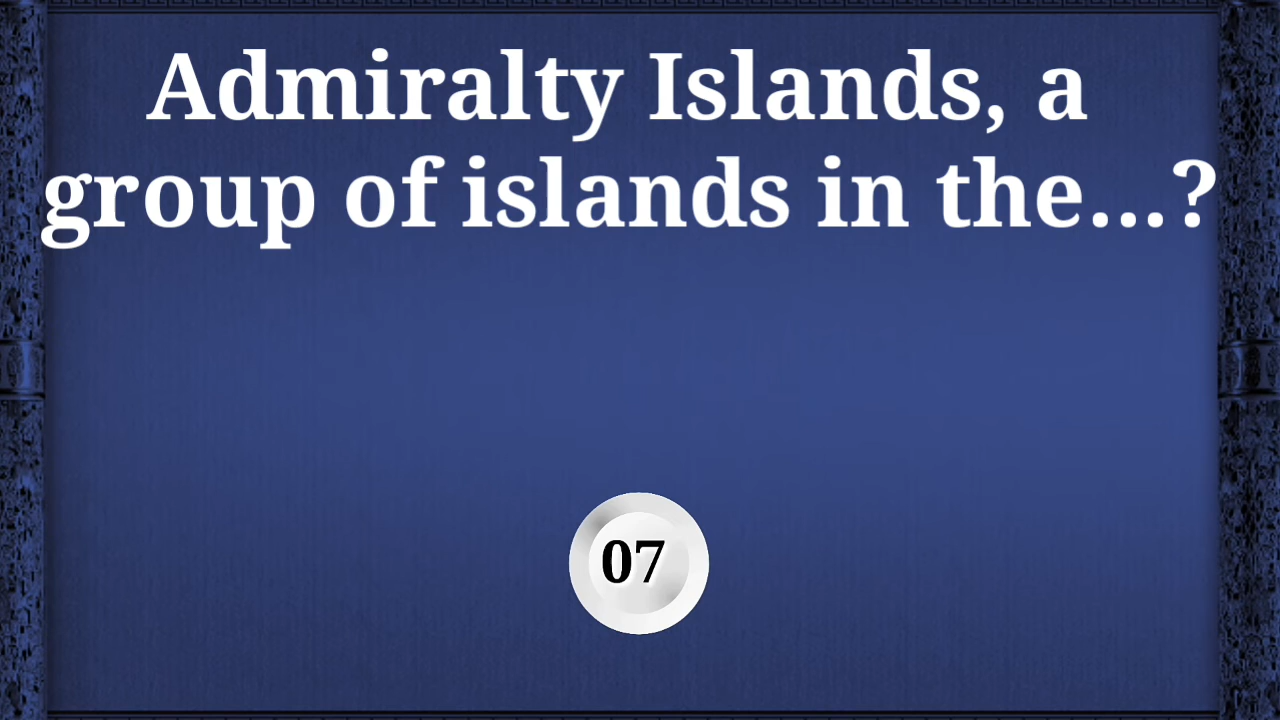 Admiralty Islands, a
group of islands in the...?
07